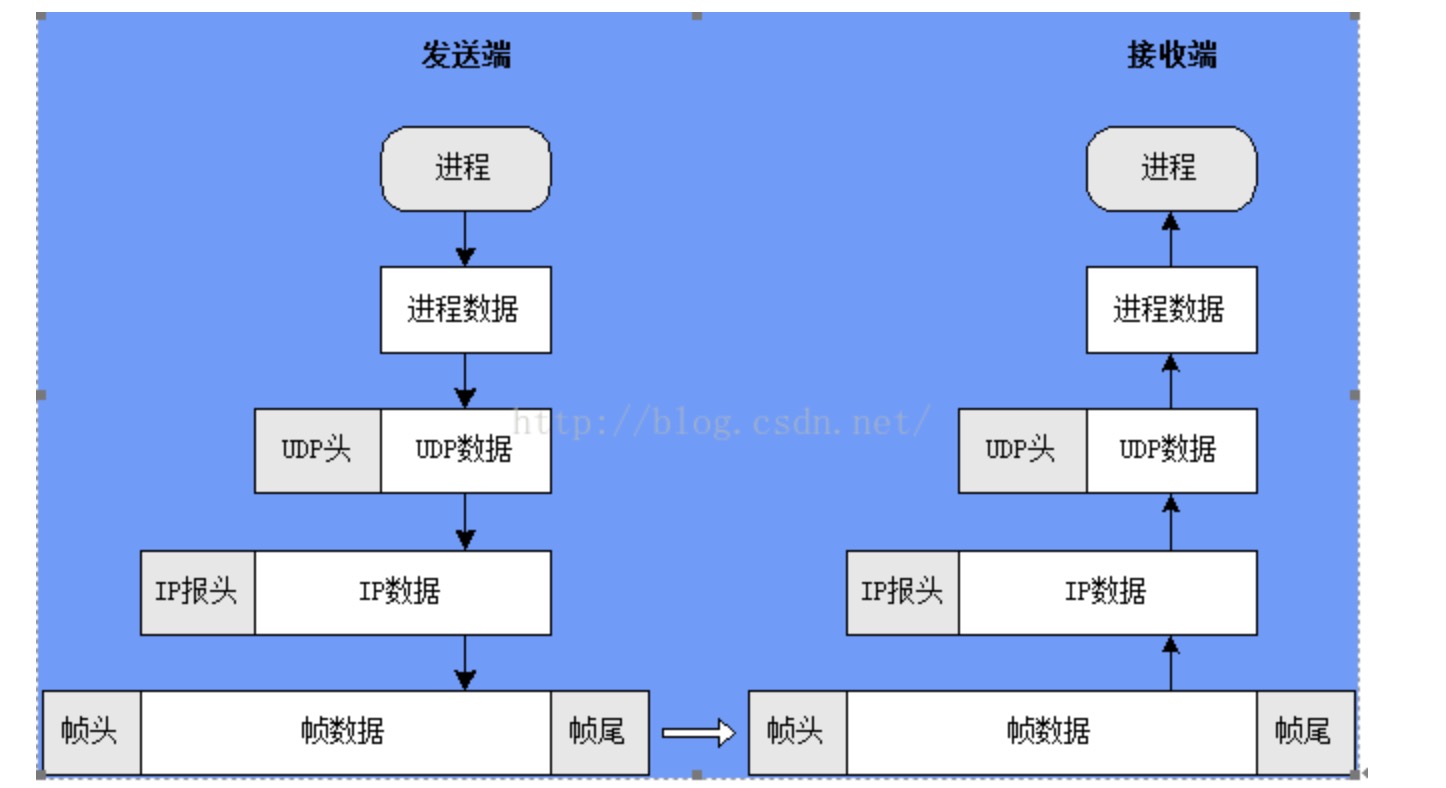 发送端 接收端
进程 进程
进程数据 进程数据
http://blog.csdn.net/
UDP头 UDP数据 UDP头 UDP数据
IP报头 IP数据 IP报头 IP数据
帧头 帧数据 帧尾 帧头 帧数据 帧尾